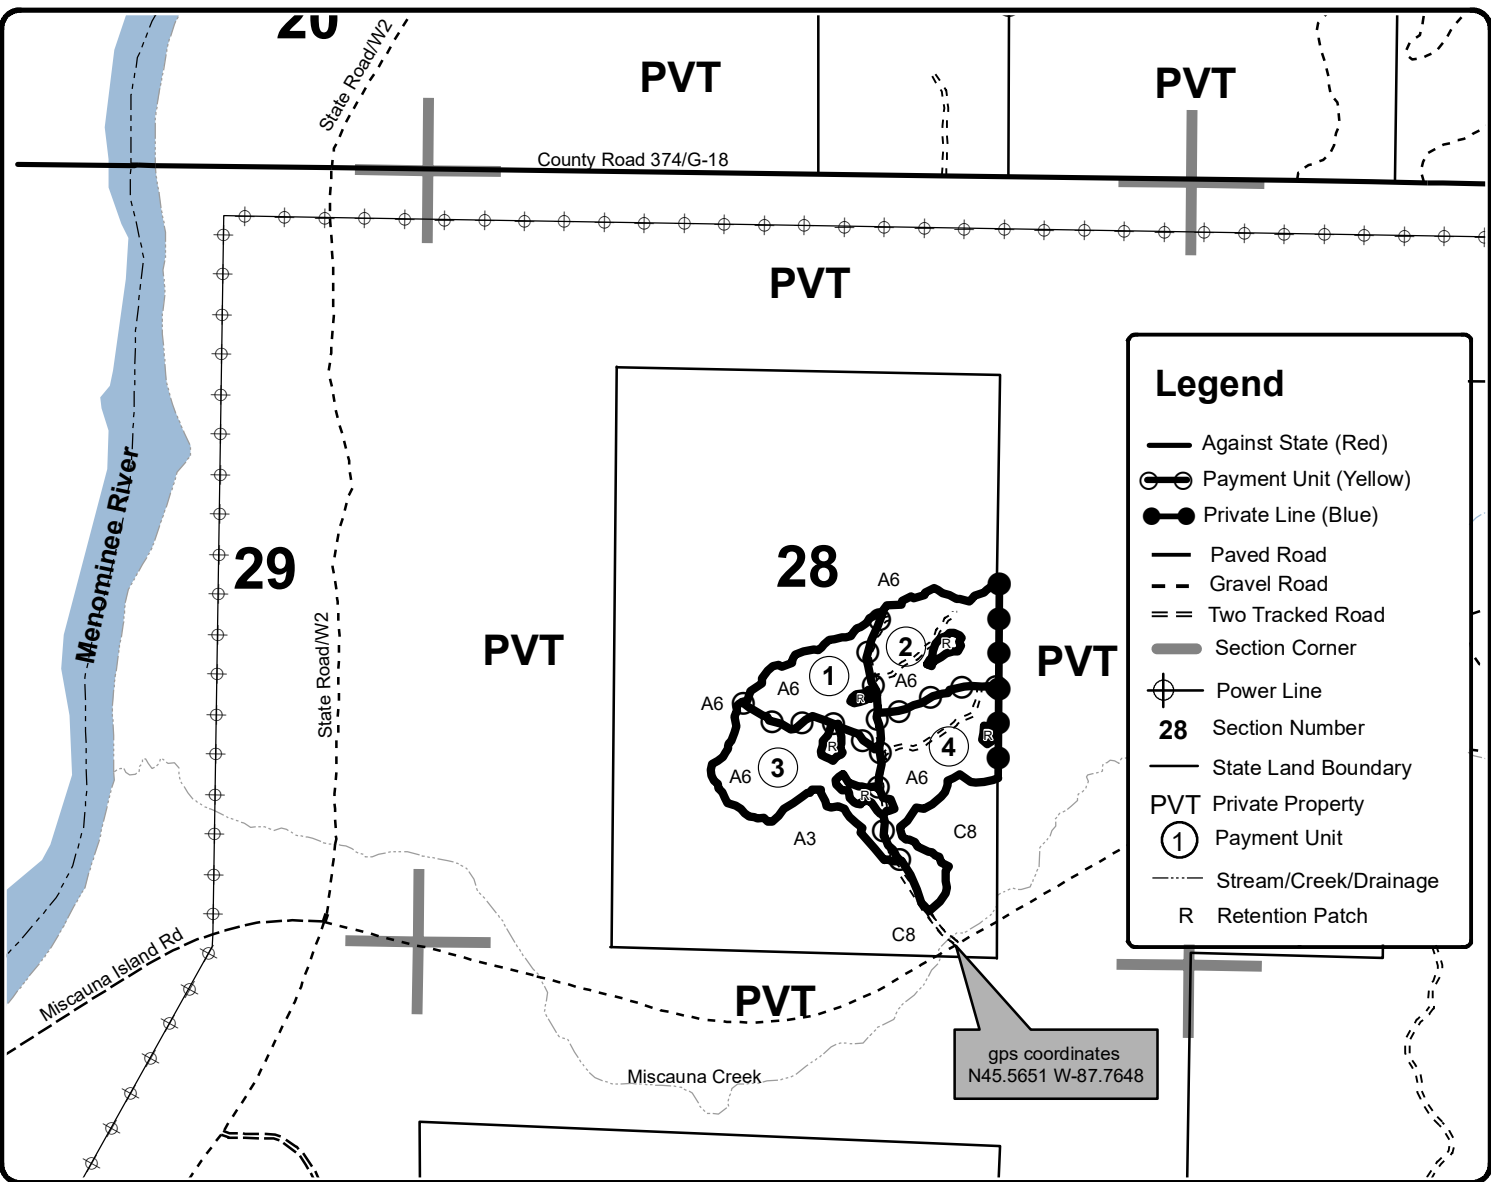 20
State Road/W2
PVT
PVT
County Road 374/G-18
PVT
Legend
Against State (Red)
Payment Unit (Yellow)
Private Line (Blue)
Paved Road
Gravel Road
Two Tracked Road
Section Corner
Power Line
28 Section Number
State Land Boundary
PVT Private Property
1 Payment Unit
Stream/Creek/Drainage
R Retention Patch
Menominee River
29
State Road/W2
28
PVT
PVT
A6
2
R
A6
1
A6
R
A6
R
3
A6
4
R
A6
R
A3
C8
C8
Miscauna Island Rd
PVT
Miscauna Creek
gps coordinates
N45.5651 W-87.7648